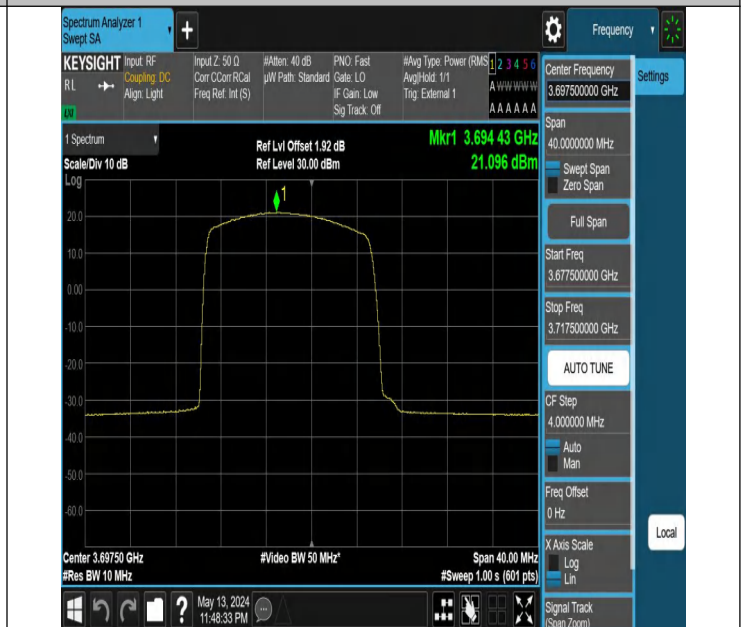 Spectrum Analyzer 1
Swept SA
+
Frequency
KEYSIGHT
RL
LXI
Input: RF
Coupling: DC
Align: Light
Input Z: 50 Ω
Corr CCorr RCal
Freq Ref: Int (S)
#Atten: 40 dB
µW Path: Standard
PNO: Fast
Gate: LO
IF Gain: Low
Sig Track: Off
#Avg Type: Power (RMS
Avg|Hold: 1/1
Trig: External 1
1 2 3 4 5 6
A W W W W W
A A A A A A
1 Spectrum
Scale/Div 10 dB
Log
Ref Lvl Offset 1.92 dB
Ref Level 30.00 dBm
Mkr1 3.694 43 GHz
21.096 dBm
1
20.0
10.0
0.00
-10.0
-20.0
-30.0
-40.0
-50.0
-60.0
Center 3.69750 GHz
#Res BW 10 MHz
#Video BW 50 MHz*
Span 40.00 MHz
#Sweep 1.00 s (601 pts)
?
May 13, 2024
11:48:33 PM
Center Frequency
3.697500000 GHz
Settings
Span
40.0000000 MHz
Swept Span
Zero Span
Full Span
Start Freq
3.677500000 GHz
Stop Freq
3.717500000 GHz
AUTO TUNE
CF Step
4.000000 MHz
Auto
Man
Freq Offset
0 Hz
X Axis Scale
Log
Lin
Local
Signal Track
(Span Zoom)